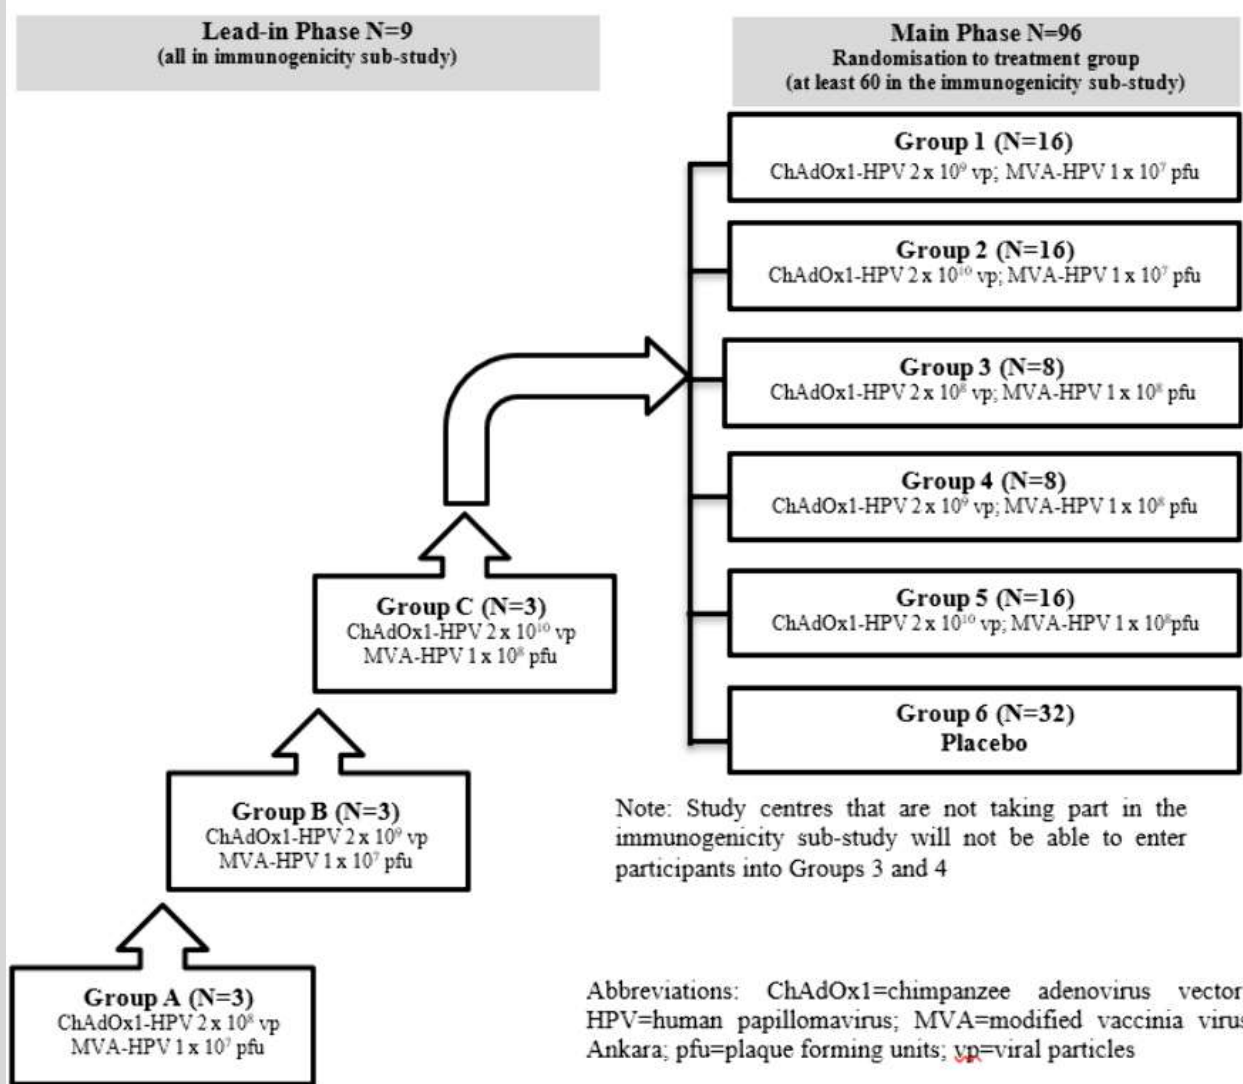 Lead-in Phase N=9
(all in immunogenicity sub-study)
Main Phase N=96
Randomisation to treatment group
(at least 60 in the immunogenicity sub-study)
Group 1 (N=16)
ChAdOx1-HPV 2 x 10⁹ vp; MVA-HPV 1 x 10⁷ pfu
Group 2 (N=16)
ChAdOx1-HPV 2 x 10¹⁰ vp; MVA-HPV 1 x 10⁷ pfu
Group 3 (N=8)
ChAdOx1-HPV 2 x 10⁸ vp; MVA-HPV 1 x 10⁸ pfu
Group 4 (N=8)
ChAdOx1-HPV 2 x 10⁹ vp; MVA-HPV 1 x 10⁸ pfu
Group 5 (N=16)
ChAdOx1-HPV 2 x 10¹⁰ vp; MVA-HPV 1 x 10⁸ pfu
Group 6 (N=32)
Placebo
Group C (N=3)
ChAdOx1-HPV 2 x 10¹⁰ vp
MVA-HPV 1 x 10⁸ pfu
Group B (N=3)
ChAdOx1-HPV 2 x 10⁹ vp
MVA-HPV 1 x 10⁷ pfu
Group A (N=3)
ChAdOx1-HPV 2 x 10⁸ vp
MVA-HPV 1 x 10⁷ pfu
Note: Study centres that are not taking part in the
immunogenicity sub-study will not be able to enter
participants into Groups 3 and 4
Abbreviations: ChAdOx1=chimpanzee adenovirus vector
HPV=human papillomavirus; MVA=modified vaccinia virus
Ankara; pfu=plaque forming units; vp=viral particles